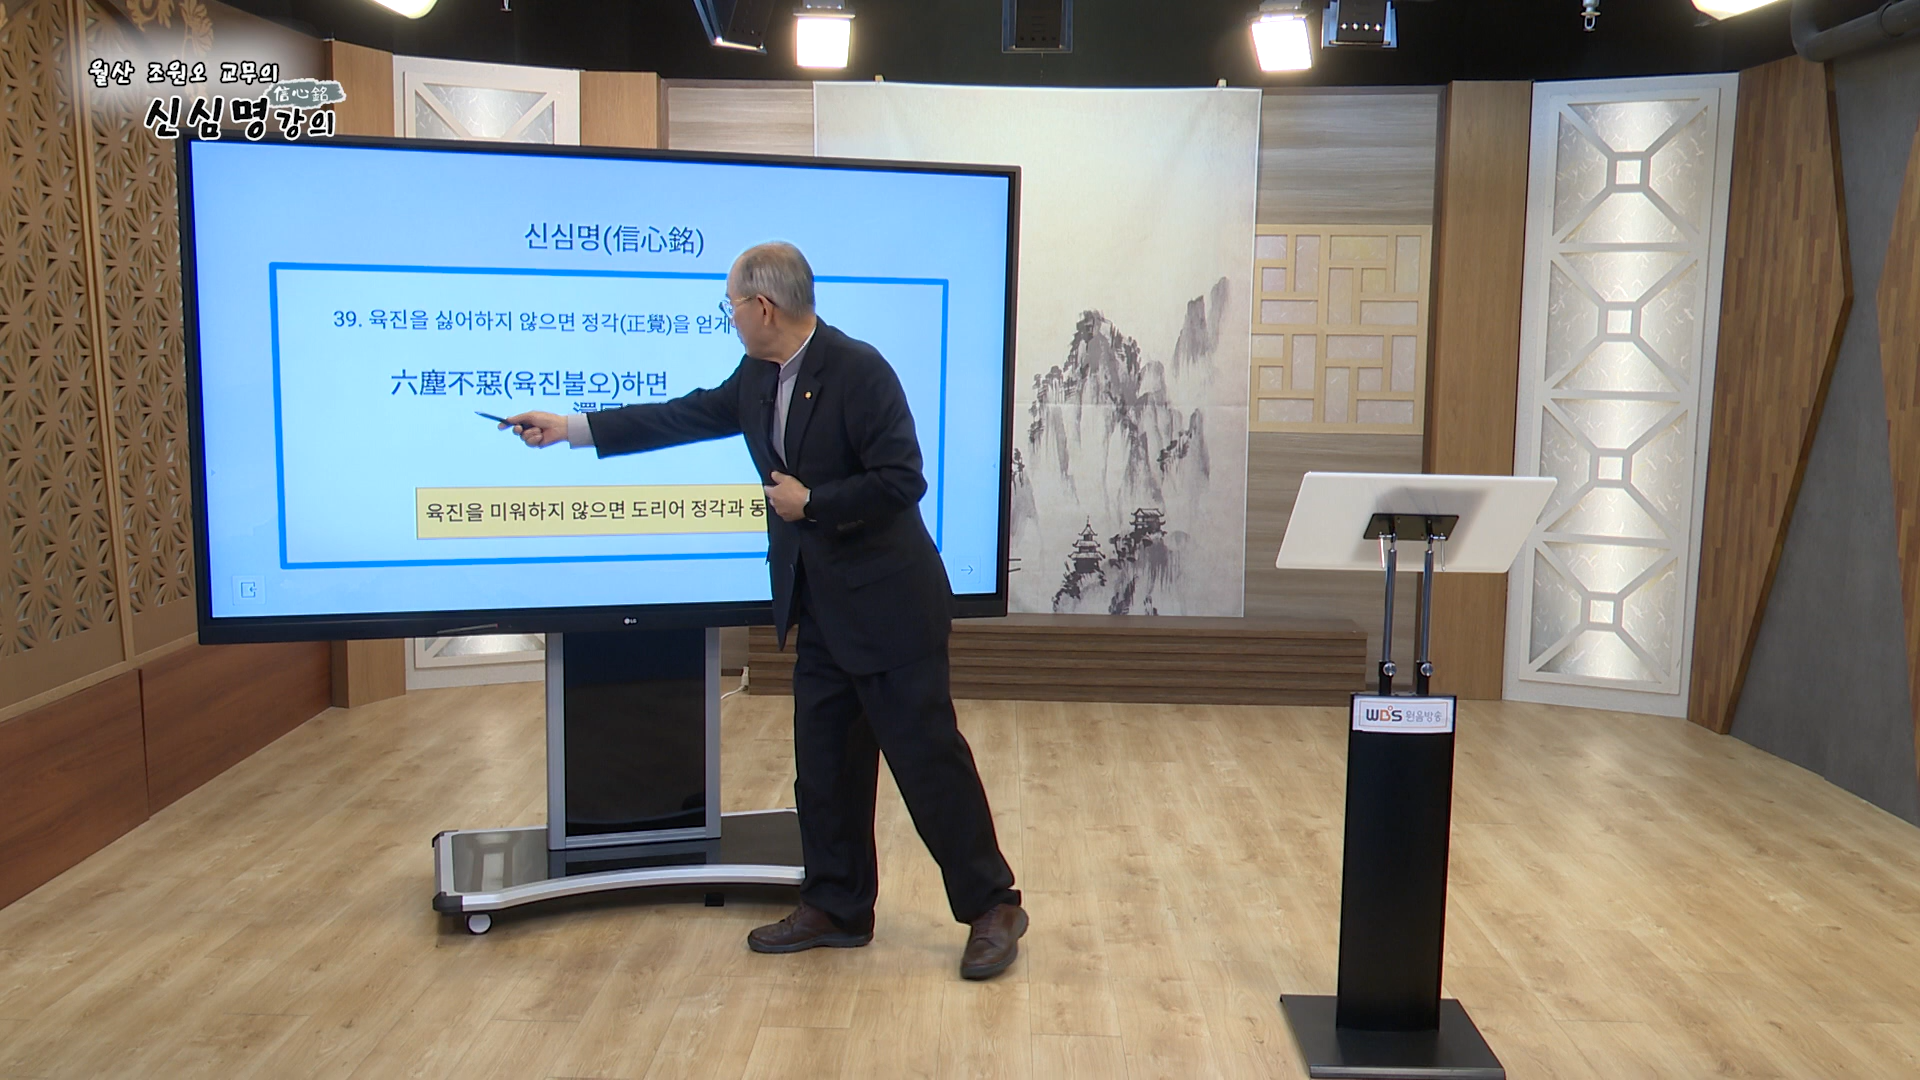 월산 조원오 교무의
신심명 信心銘 강의
신심명(信心銘)
39. 육진을 싫어하지 않으면 정각(正覺)을 얻게
六塵不惡(육진불오)하면
육진을 미워하지 않으면 도리어 정각과
LG
WBS 원음방송